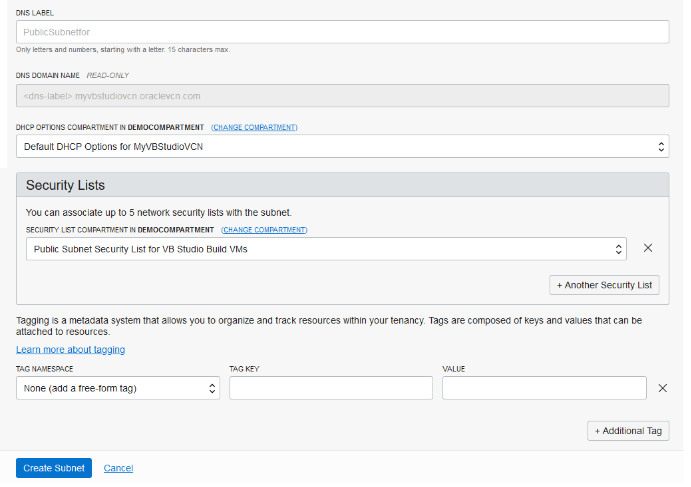 DNS LABEL
PublicSubnetfor
Only letters and numbers, starting with a letter. 15 characters max.
DNS DOMAIN NAME READ-ONLY
<dns-label>.myvbstudiovcn.oraclevcn.com
DHCP OPTIONS COMPARTMENT IN DEMOCOMPARTMENT (CHANGE COMPARTMENT)
Default DHCP Options for MyVBStudioVCN
Security Lists
You can associate up to 5 network security lists with the subnet.
SECURITY LIST COMPARTMENT IN DEMOCOMPARTMENT (CHANGE COMPARTMENT)
Public Subnet Security List for VB Studio Build VMs
+ Another Security List
Tagging is a metadata system that allows you to organize and track resources within your tenancy. Tags are composed of keys and values that can be
attached to resources.
Learn more about tagging
TAG NAMESPACE TAG KEY VALUE
None (add a free-form tag)
+ Additional Tag
Create Subnet Cancel